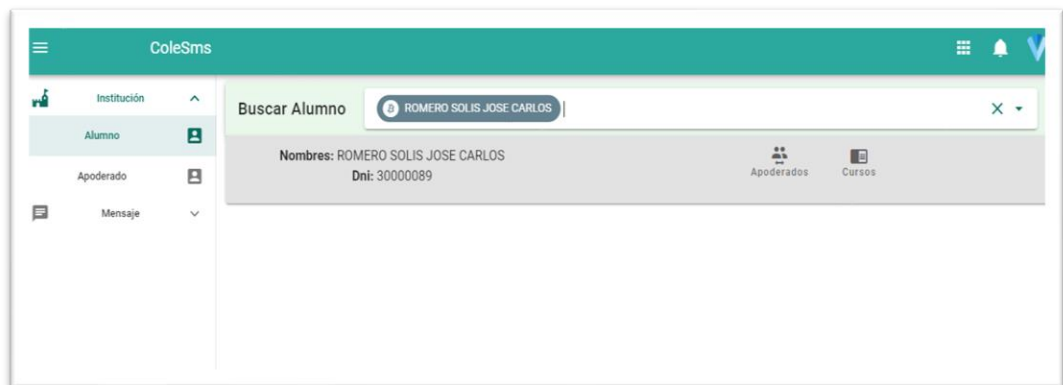 ColeSms
Institución
Alumno
Apoderado
Mensaje
Buscar Alumno
a ROMERO SOLIS JOSE CARLOS
Nombres: ROMERO SOLIS JOSE CARLOS
Dni: 30000089
Apoderados
Cursos